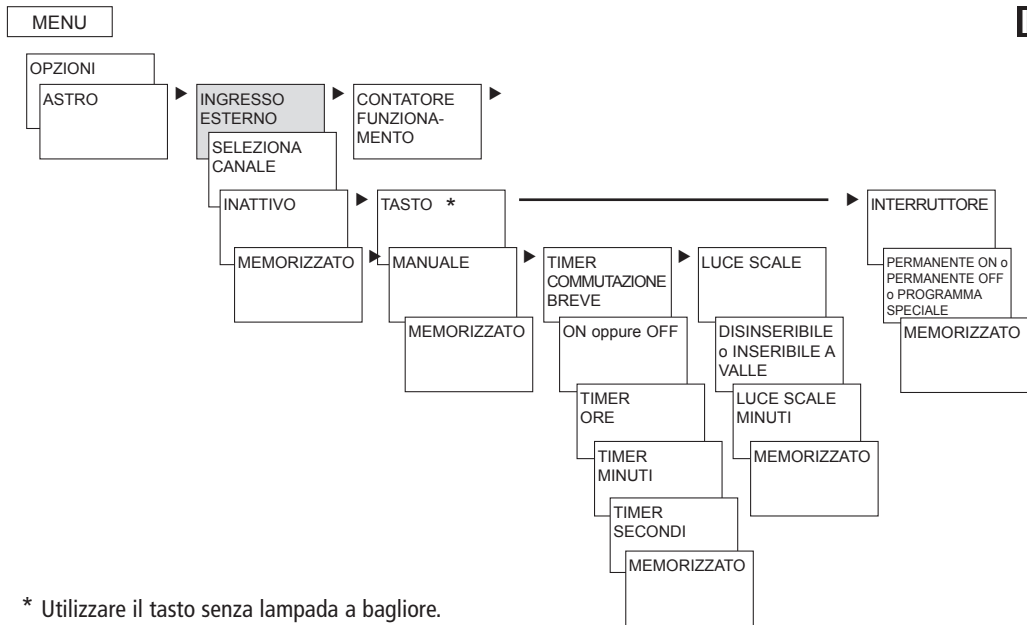 MENU
OPZIONI
ASTRO
INGRESSO
ESTERNO
CONTATORE
FUNZIONA-
MENTO
SELEZIONA
CANALE
INATTIVO
TASTO *
INTERRUTTORE
MEMORIZZATO
MANUALE
TIMER
COMMUTAZIONE
BREVE
LUCE SCALE
PERMANENTE ON o
PERMANENTE OFF
o PROGRAMMA
SPECIALE
MEMORIZZATO
ON oppure OFF
DISINSERIBILE
o INSERIBILE A
VALLE
MEMORIZZATO
TIMER
ORE
LUCE SCALE
MINUTI
TIMER
MINUTI
MEMORIZZATO
TIMER
SECONDI
MEMORIZZATO
* Utilizzare il tasto senza lampada a bagliore.